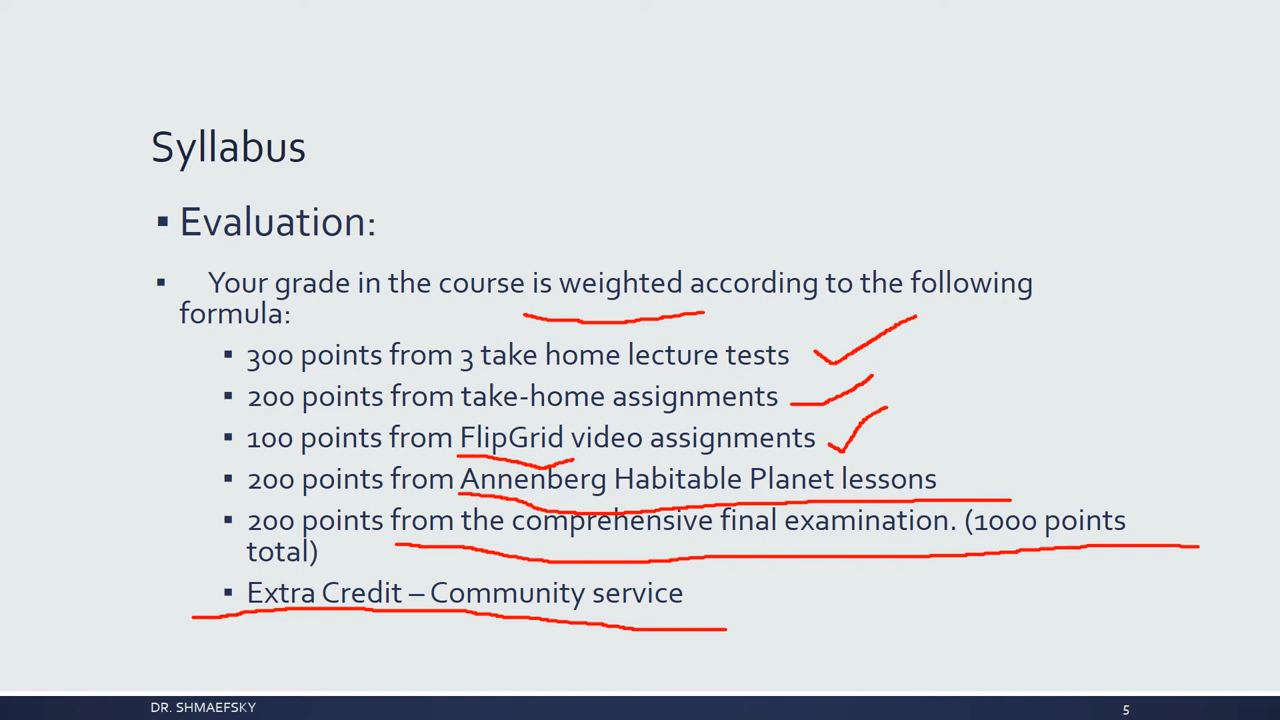 Syllabus
▪ Evaluation:
▪ Your grade in the course is weighted according to the following
formula:
▪ 300 points from 3 take home lecture tests
▪ 200 points from take-home assignments
▪ 100 points from FlipGrid video assignments
▪ 200 points from Annenberg Habitable Planet lessons
▪ 200 points from the comprehensive final examination. (1000 points
total)
▪ Extra Credit – Community service
DR. SHMAEFSKY
5